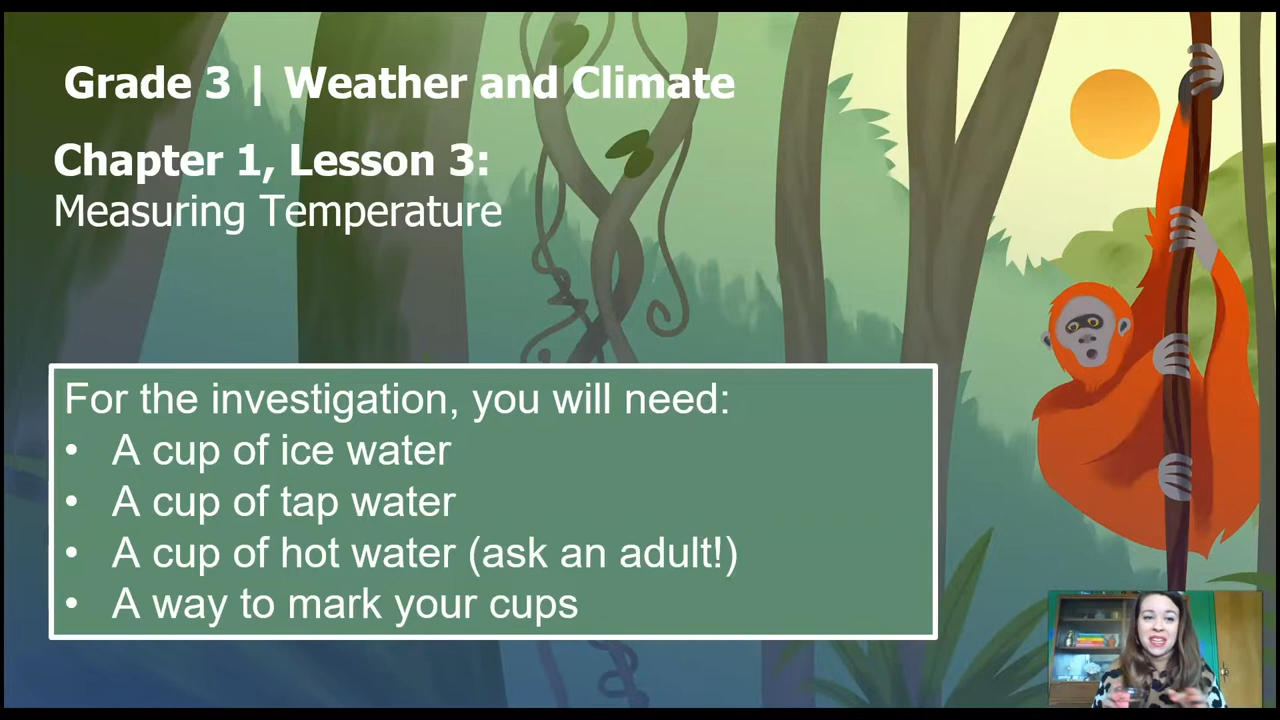 Grade 3 | Weather and Climate
Chapter 1, Lesson 3:
Measuring Temperature
For the investigation, you will need:
• A cup of ice water
• A cup of tap water
• A cup of hot water (ask an adult!)
• A way to mark your cups